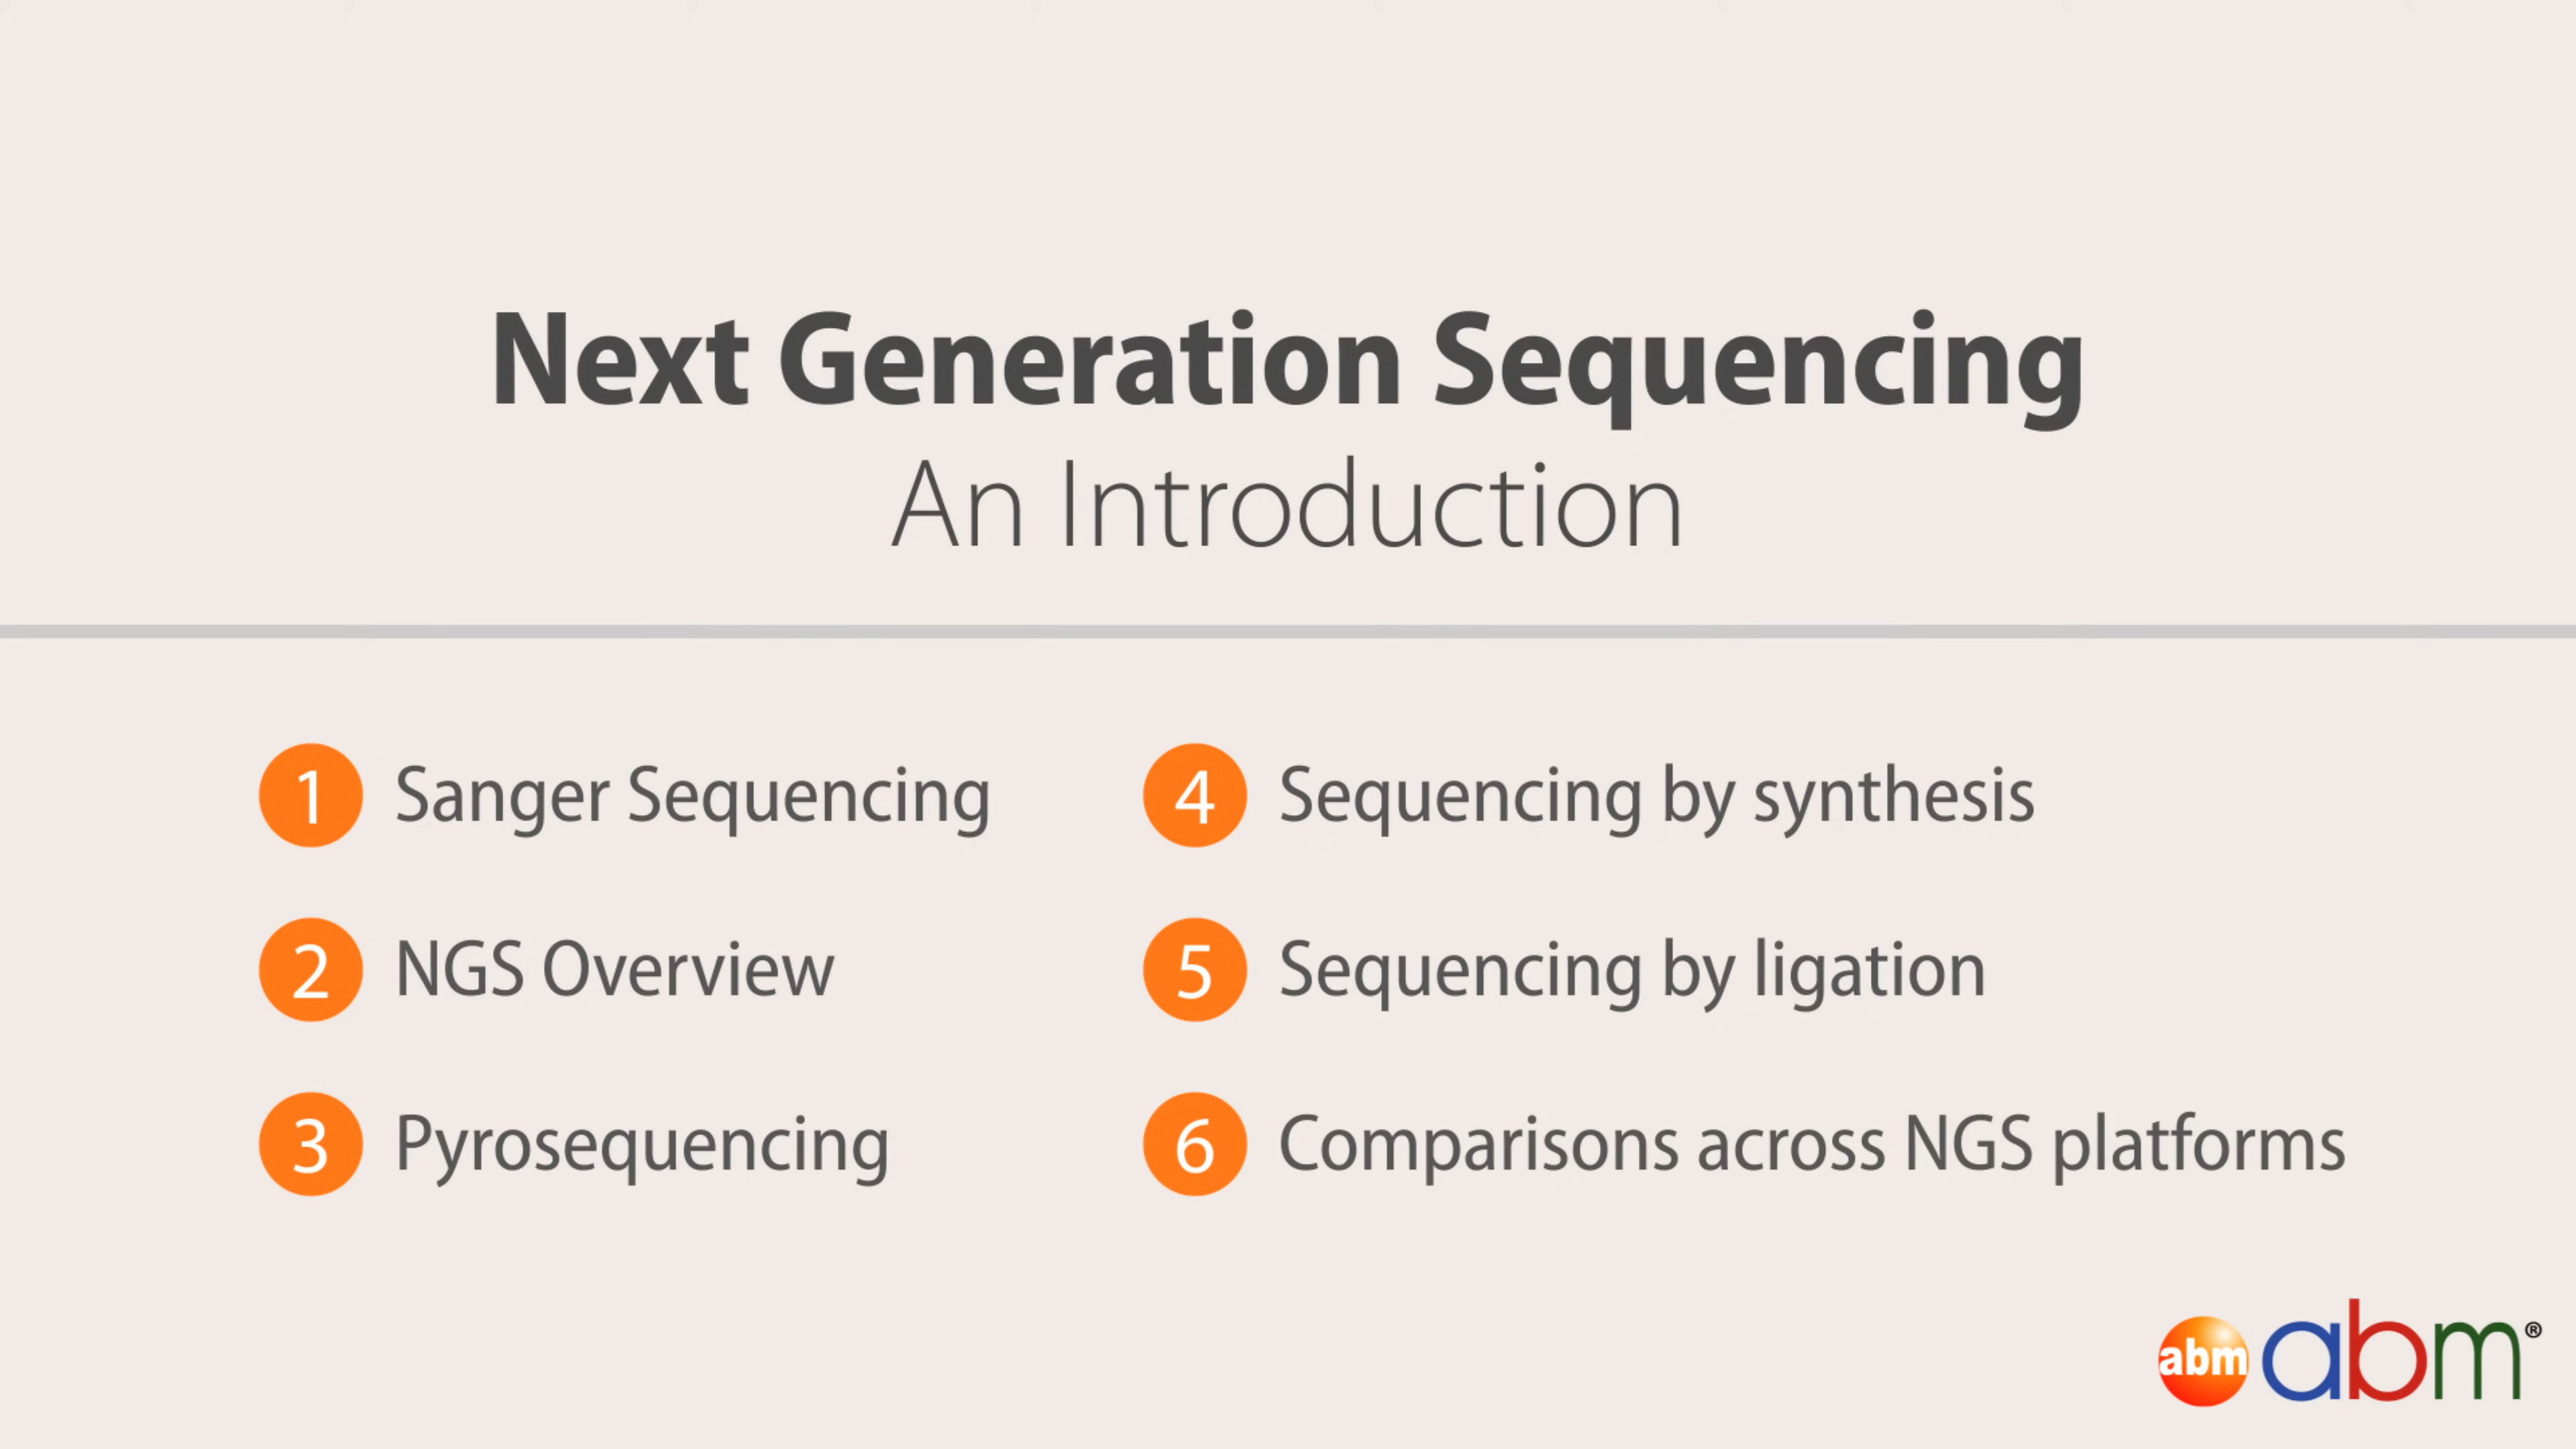 Next Generation Sequencing
An Introduction
1 Sanger Sequencing
2 NGS Overview
3 Pyrosequencing
4 Sequencing by synthesis
5 Sequencing by ligation
6 Comparisons across NGS platforms
abm abm®